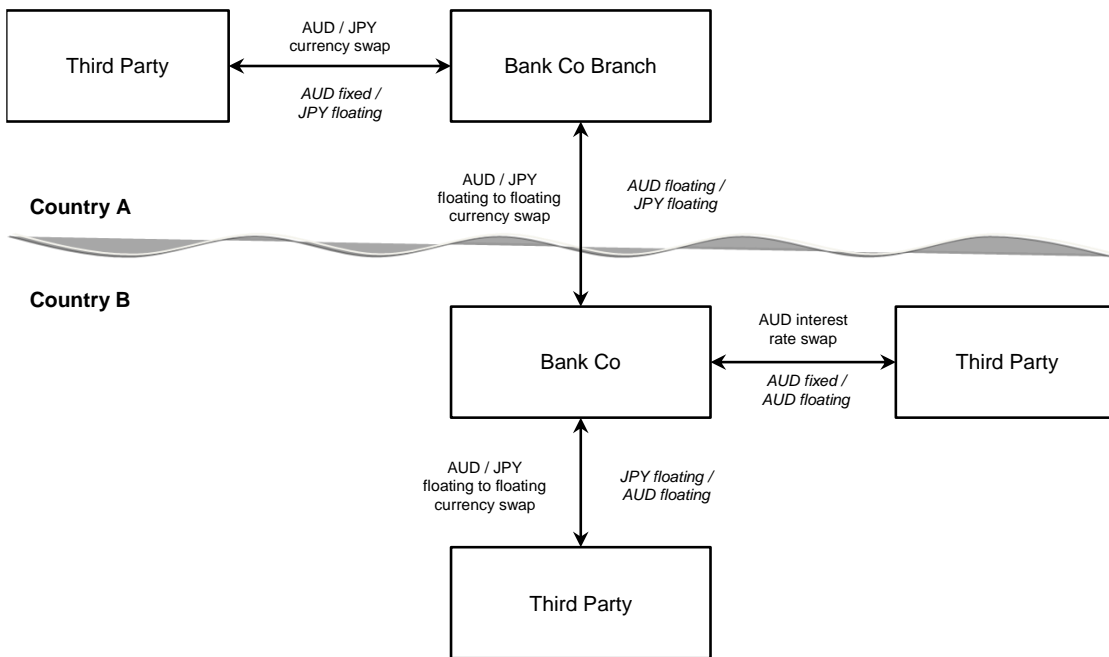 AUD / JPY
currency swap
Third Party
Bank Co Branch
AUD fixed /
JPY floating
AUD / JPY
floating to floating
currency swap
AUD floating /
JPY floating
Country A
Country B
AUD interest
rate swap
Bank Co
Third Party
AUD fixed /
AUD floating
AUD / JPY
floating to floating
currency swap
JPY floating /
AUD floating
Third Party